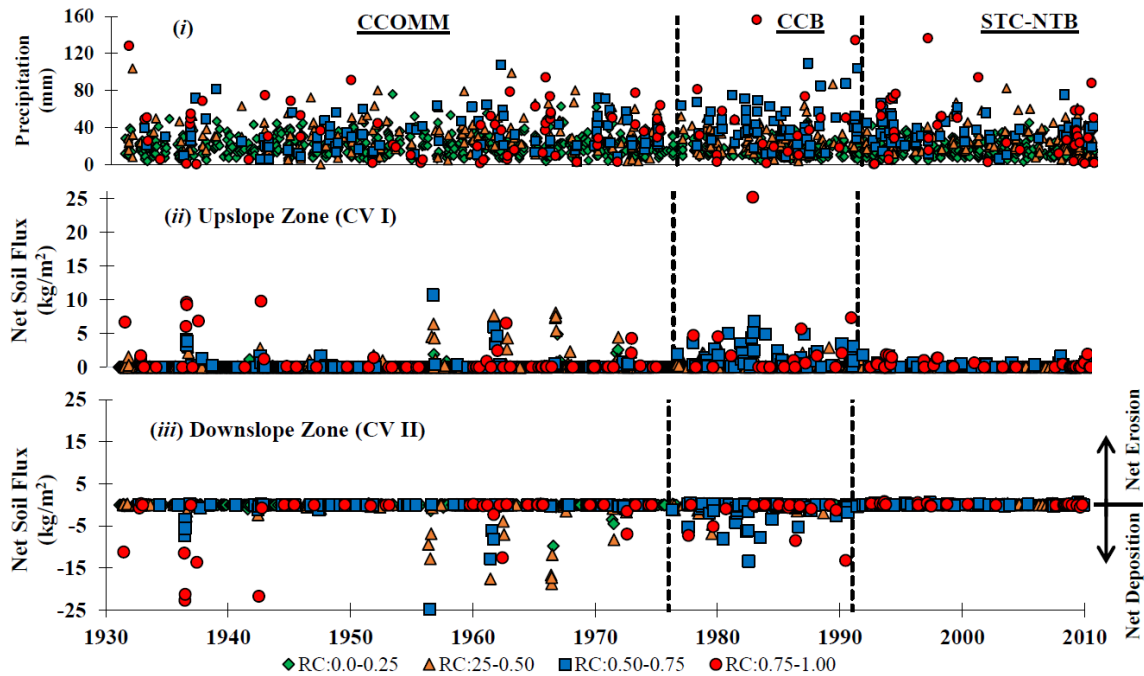 (i) CCOMM CCB STC-NTB
Precipitation
(mm)
160
120
80
40
0
(ii) Upslope Zone (CV I)
Net Soil Flux
(kg/m²)
25
20
15
10
5
0
(iii) Downslope Zone (CV II)
Net Soil Flux
(kg/m²)
25
15
5
-5
-15
-25
Net Erosion
Net Deposition
1930 1940 1950 1960 1970 1980 1990 2000 2010
RC:0.0-0.25 RC:25-0.50 RC:0.50-0.75 RC:0.75-1.00